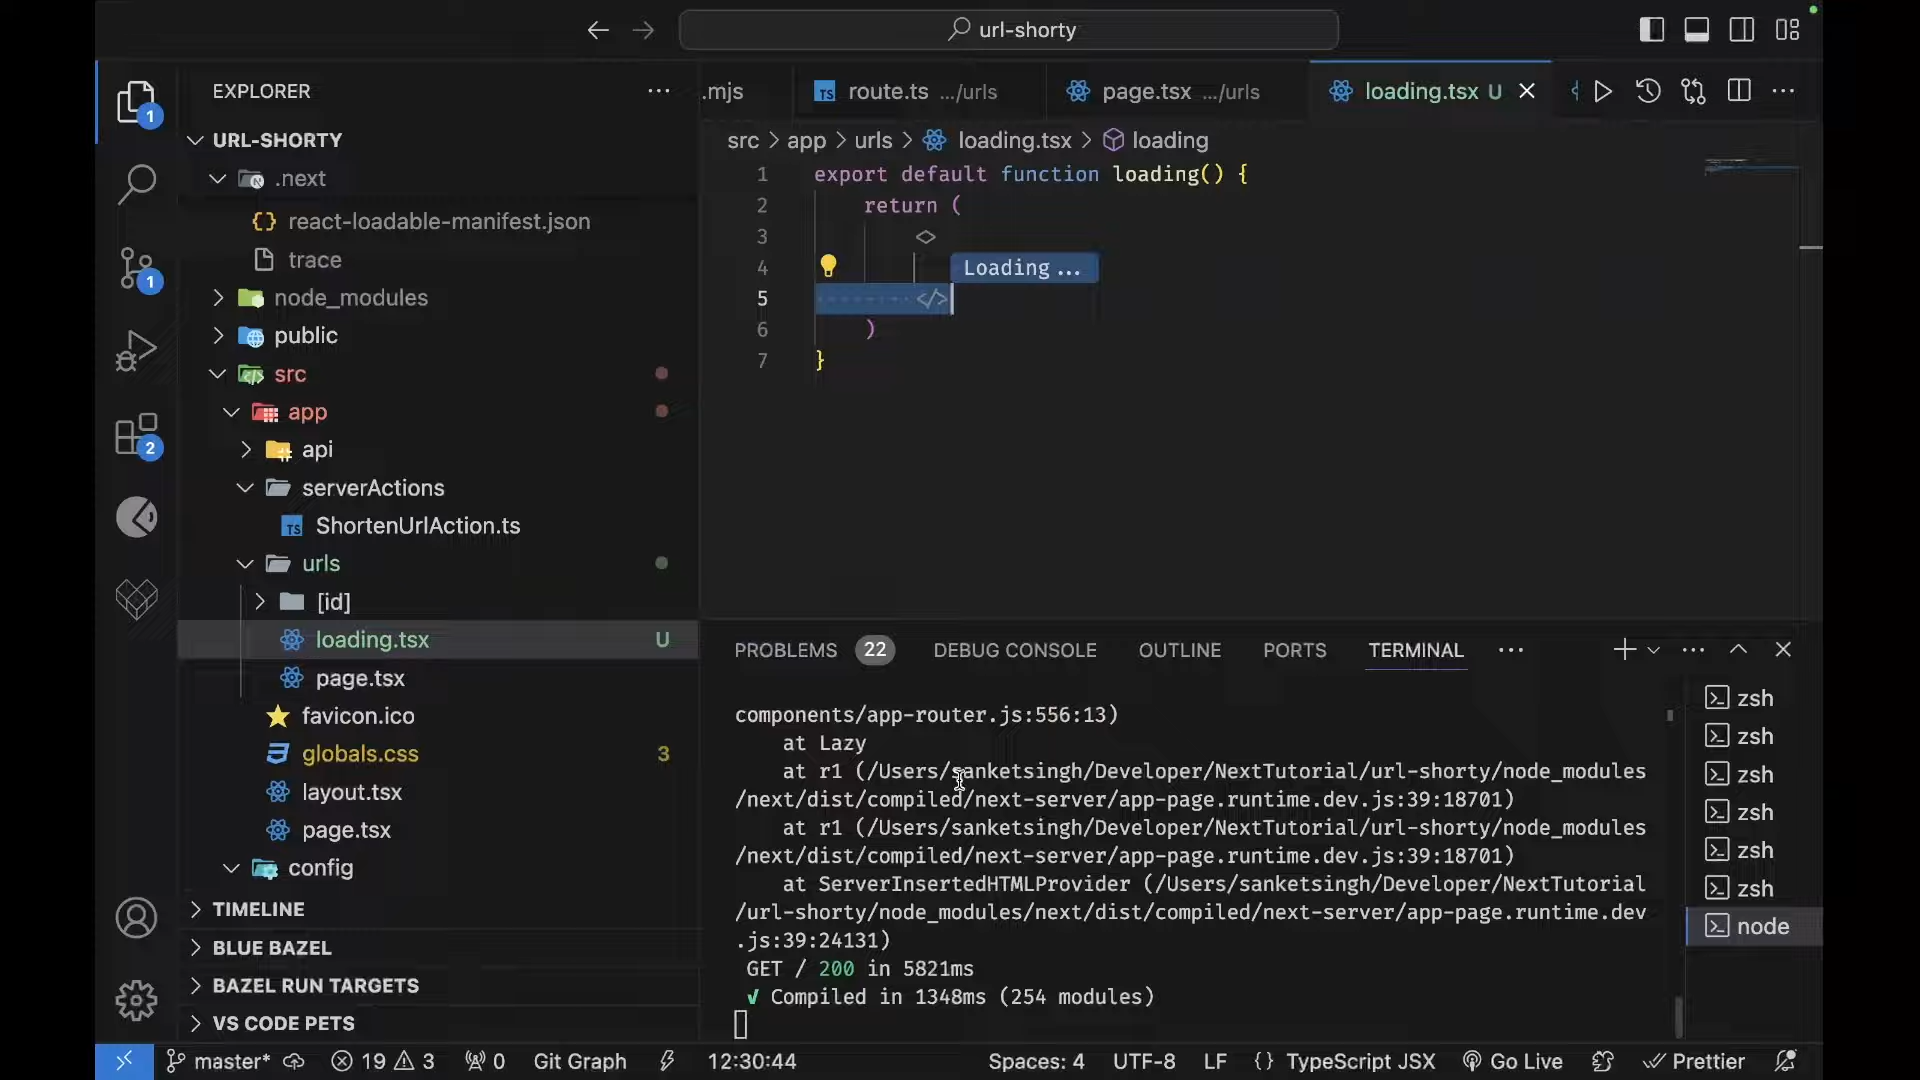 url-shorty
EXPLORER
URL-SHORTY
.next
react-loadable-manifest.json
trace
node_modules
public
src
app
api
serverActions
TS ShortenUrlAction.ts
urls
[id]
loading.tsx U
page.tsx
favicon.ico
globals.css 3
layout.tsx
page.tsx
config
TIMELINE
BLUE BAZEL
BAZEL RUN TARGETS
VS CODE PETS
1
1
2
.mjs
TS route.ts .../urls
page.tsx .../urls
loading.tsx U
src > app > urls > loading.tsx > loading
1 export default function loading() {
2 return (
3 <>
4 Loading...
5 </>
6 )
7 }
PROBLEMS 22 DEBUG CONSOLE OUTLINE PORTS TERMINAL
components/app-router.js:556:13)
at Lazy
at r1 (/Users/sanketsingh/Developer/NextTutorial/url-shorty/node_modules
/next/dist/compiled/next-server/app-page.runtime.dev.js:39:18701)
at r1 (/Users/sanketsingh/Developer/NextTutorial/url-shorty/node_modules
/next/dist/compiled/next-server/app-page.runtime.dev.js:39:18701)
at ServerInsertedHTMLProvider (/Users/sanketsingh/Developer/NextTutorial
/url-shorty/node_modules/next/dist/compiled/next-server/app-page.runtime.dev
.js:39:24131)
GET / 200 in 5821ms
✓ Compiled in 1348ms (254 modules)
zsh
zsh
zsh
zsh
zsh
zsh
node
master* 19 3 0 Git Graph 12:30:44 Spaces: 4 UTF-8 LF {} TypeScript JSX Go Live Prettier